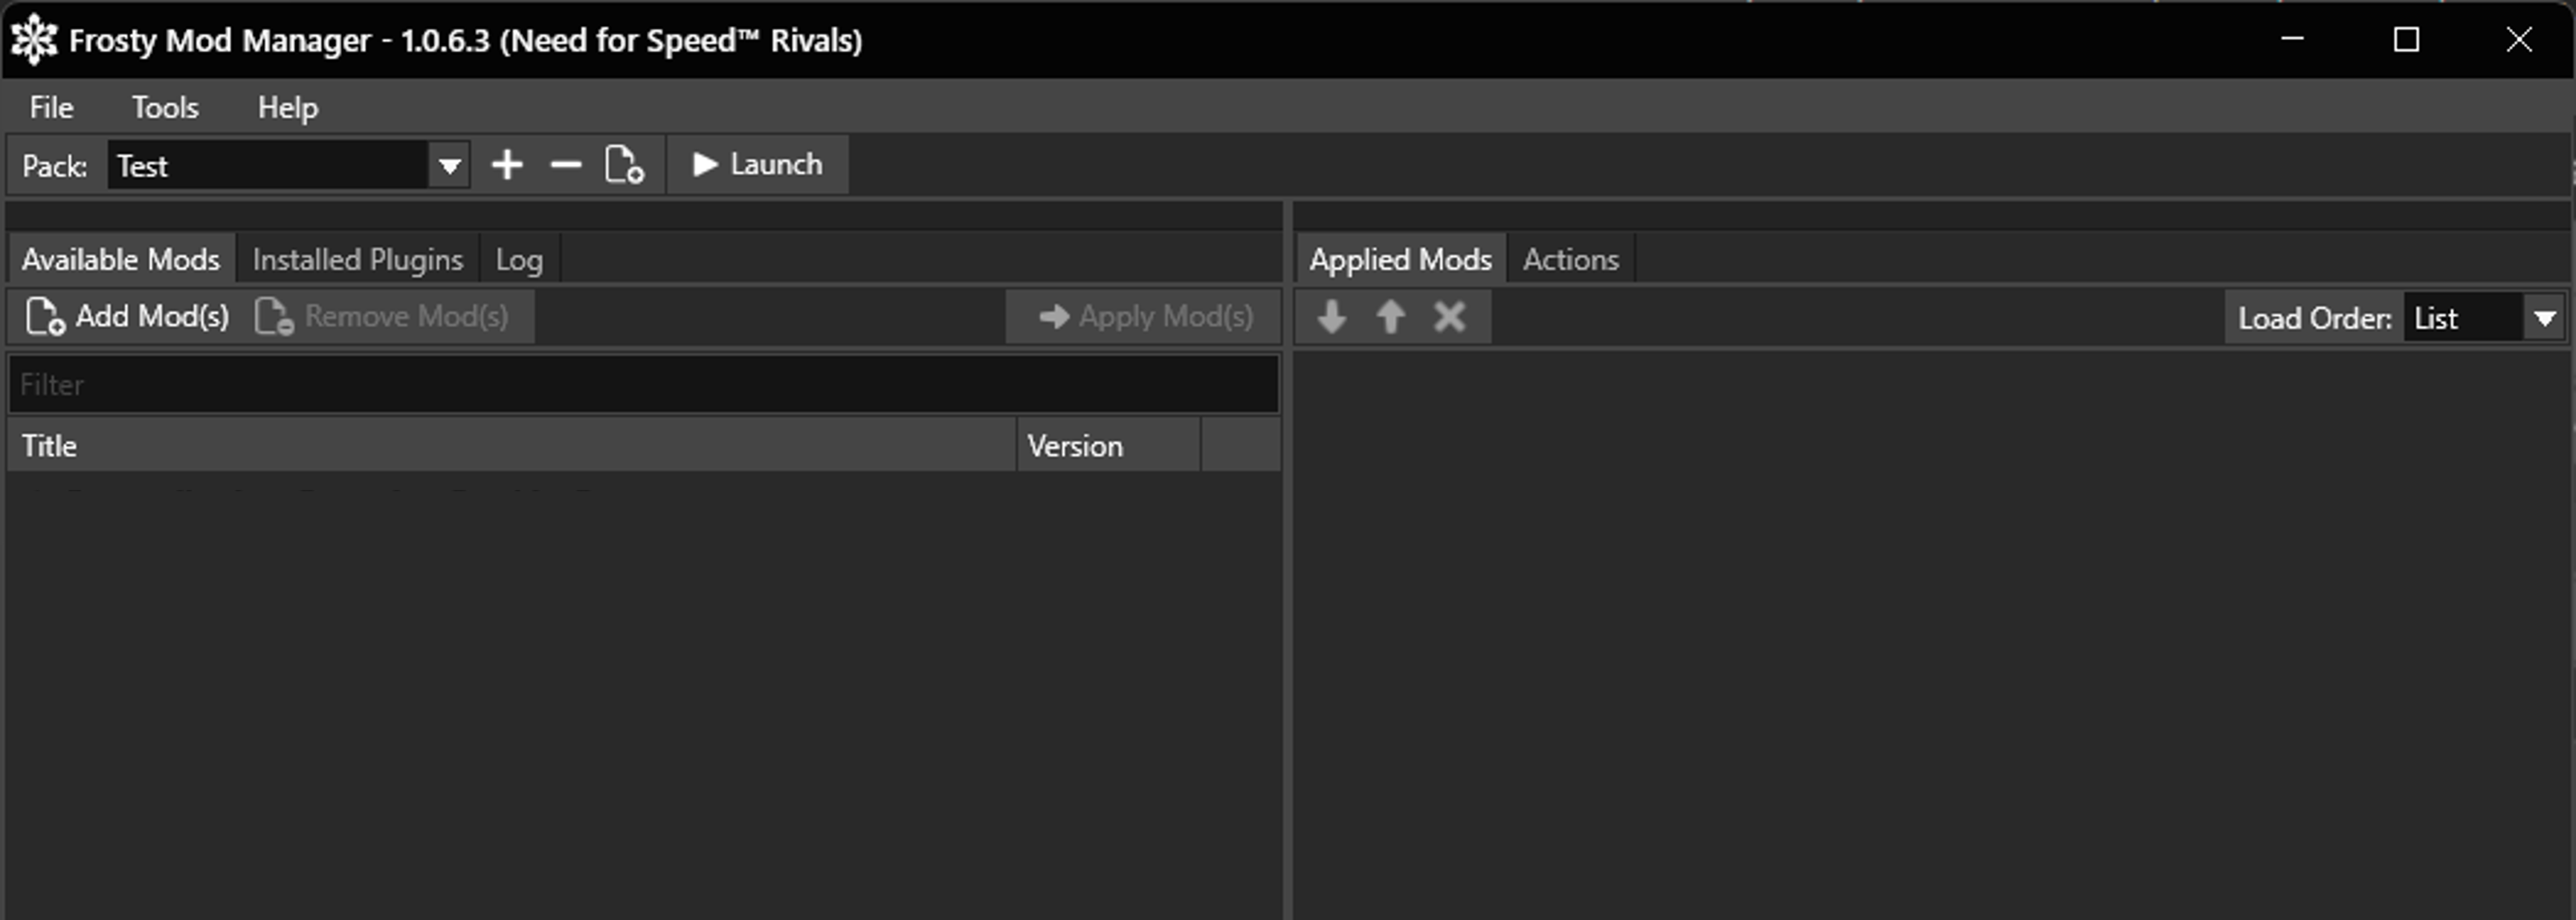 Frosty Mod Manager - 1.0.6.3 (Need for Speed™ Rivals)
File Tools Help
Pack: Test Launch
Available Mods Installed Plugins Log
Add Mod(s) Remove Mod(s) Apply Mod(s)
Filter
Title Version
Applied Mods Actions
Load Order: List